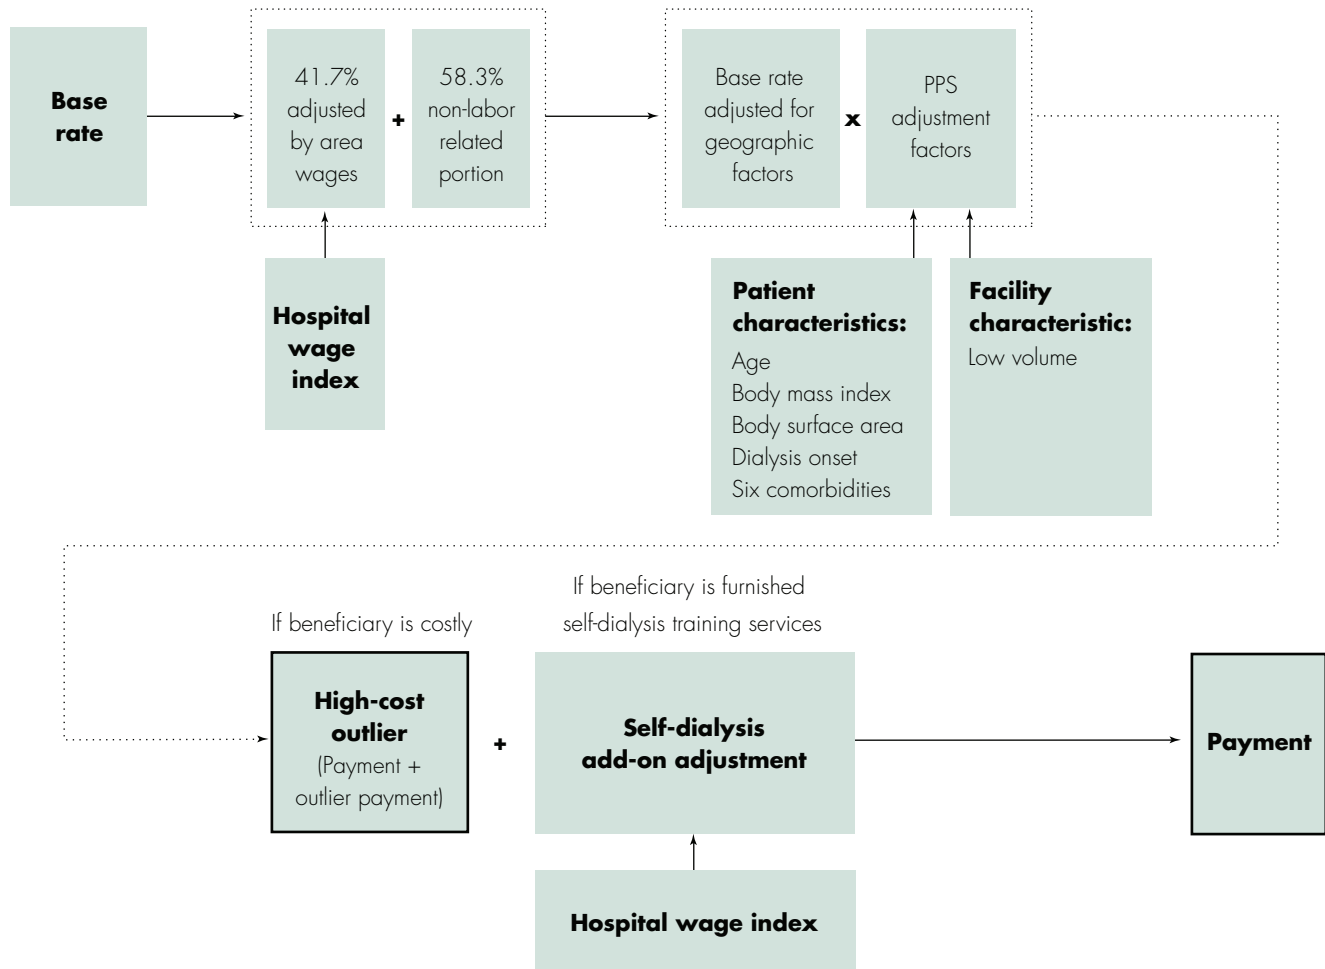 Base
rate
41.7%
adjusted
by area
wages
+
58.3%
non-labor
related
portion
Base rate
adjusted for
geographic
factors
x
PPS
adjustment
factors
Hospital
wage
index
Patient
characteristics:
Age
Body mass index
Body surface area
Dialysis onset
Six comorbidities
Facility
characteristic:
Low volume
If beneficiary is costly
High-cost
outlier
(Payment +
outlier payment)
+
If beneficiary is furnished
self-dialysis training services
Self-dialysis
add-on adjustment
Payment
Hospital wage index